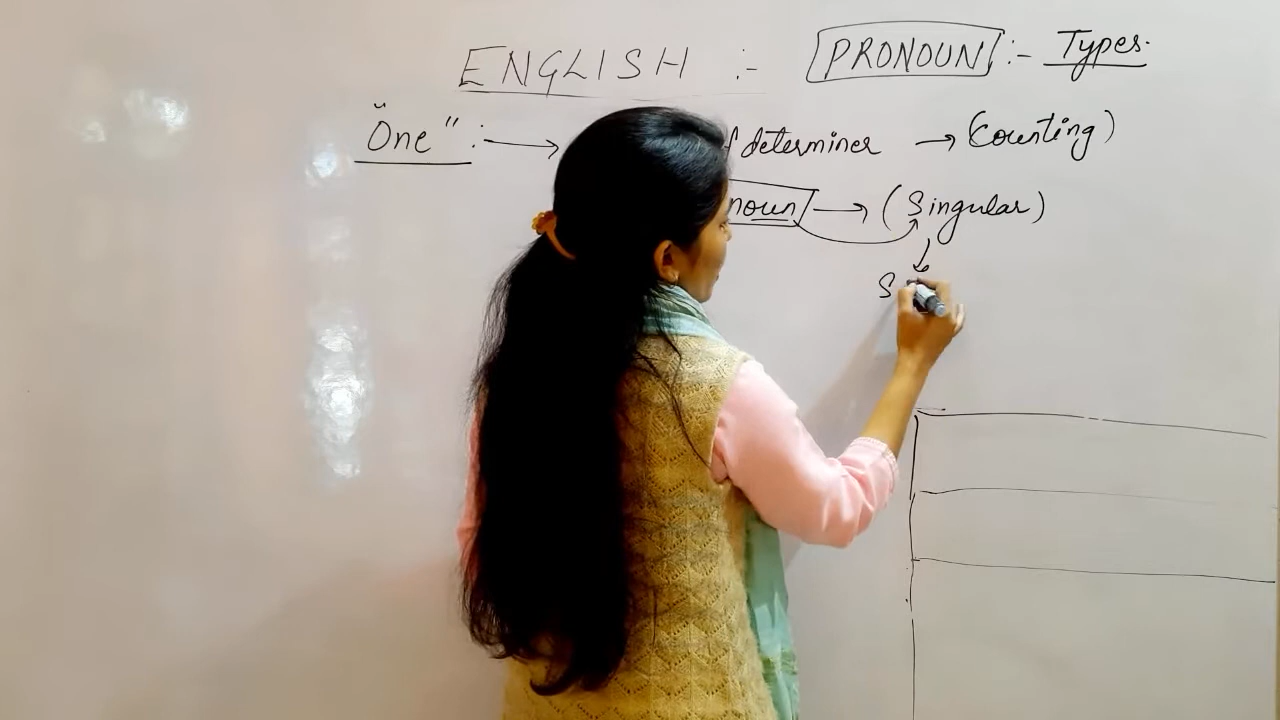 ENGLISH :- PRONOUN :- Types.
"One" : → determiner → (Counting)
noun → (Singular)
S